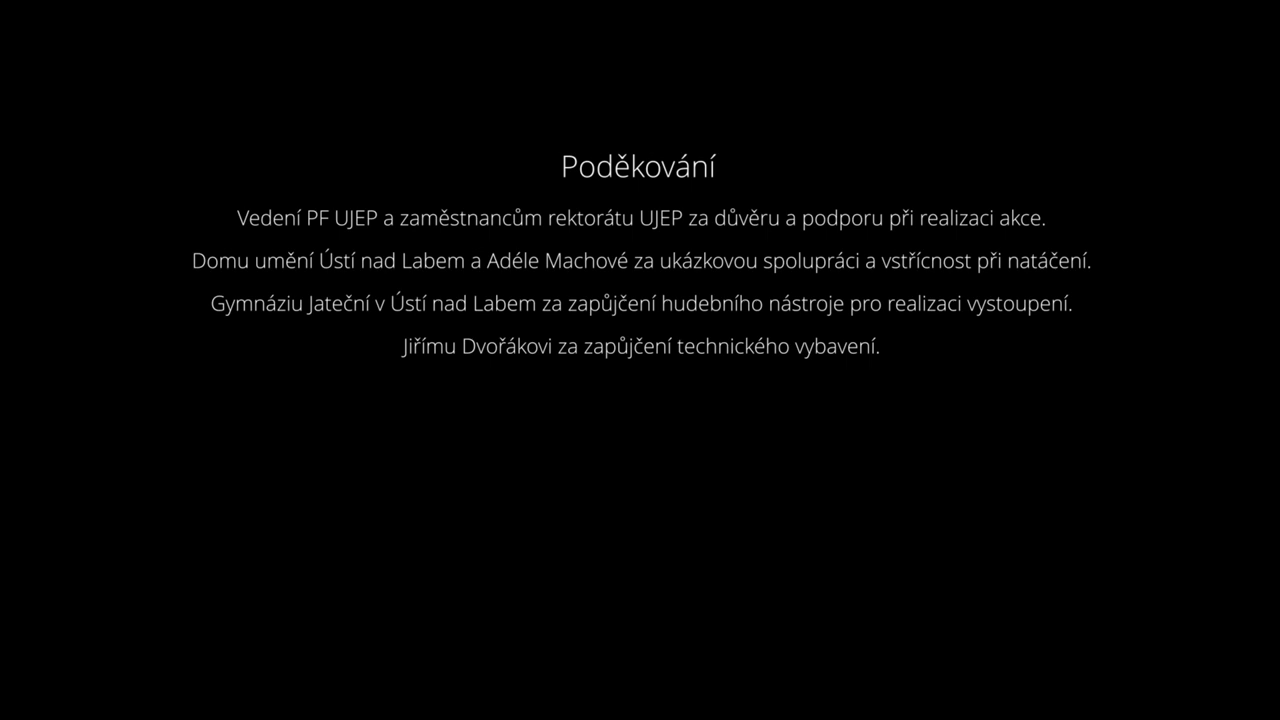 Poděkování
Vedení PF UJEP a zaměstnancům rektorátu UJEP za důvěru a podporu při realizaci akce.
Domu umění Ústí nad Labem a Adéle Machové za ukázkovou spolupráci a vstřícnost při natáčení.
Gymnáziu Jateční v Ústí nad Labem za zapůjčení hudebního nástroje pro realizaci vystoupení.
Jiřímu Dvořákovi za zapůjčení technického vybavení.